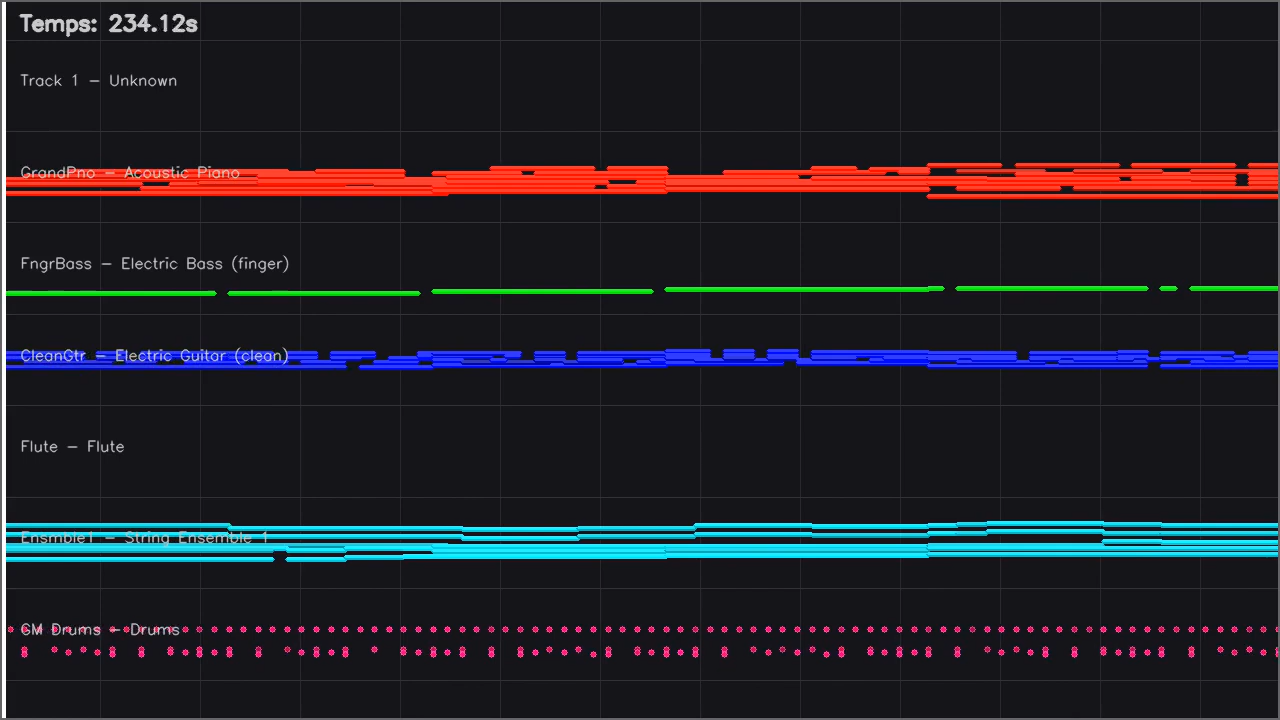 Temps: 234.12s
Track 1 - Unknown
GrandPno - Acoustic Piano
FngrBass - Electric Bass (finger)
CleanGtr - Electric Guitar (clean)
Flute - Flute
Ensmble1 - String Ensemble 1
GM Drums - Drums